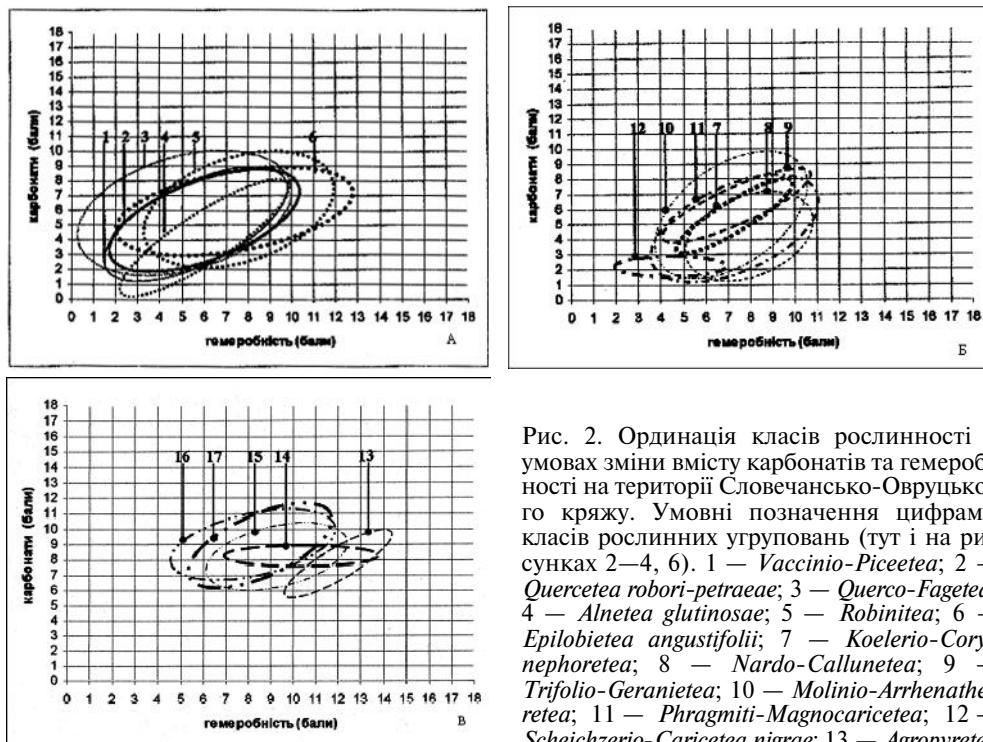 18
17
16
15
14
13
12
11
10
9
8
7
6
5
4
3
2
1
0
карбонати (бали)
1 2 3 4 5 6
0 1 2 3 4 5 6 7 8 9 10 11 12 13 14 15 16 17 18
гемеробність (бали)
А
18
17
16
15
14
13
12
11
10
9
8
7
6
5
4
3
2
1
0
карбонати (бали)
12 10 11 7 8 9
0 1 2 3 4 5 6 7 8 9 10 11 12 13 14 15 16 17 18
гемеробність (бали)
Б
18
17
16
15
14
13
12
11
10
9
8
7
6
5
4
3
2
1
0
карбонати (бали)
16 17 15 14 13
0 1 2 3 4 5 6 7 8 9 10 11 12 13 14 15 16 17 18
гемеробність (бали)
В
Рис. 2. Ординація класів рослинності
умовах зміни вмісту карбонатів та гемероб
ності на території Словечансько-Овруцько
го кряжу. Умовні позначення цифрам
класів рослинних угруповань (тут і на ри
сунках 2—4, 6). 1 — Vaccinio-Piceetea; 2 –
Quercetea robori-petraeae; 3 — Querco-Fagetea
4 — Alnetea glutinosae; 5 — Robinitea; 6 –
Epilobietea angustifolii; 7 — Koelerio-Cory
nephoretea; 8 — Nardo-Callunetea; 9 –
Trifolio-Geranietea; 10 — Molinio-Arrhenathe
retea; 11 — Phragmiti-Magnocaricetea; 12 –
Scheichzerio-Caricetea nigrae; 13 — Agropyrete